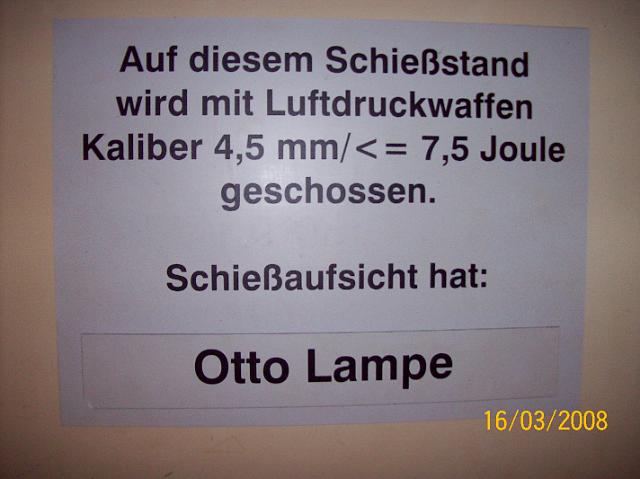 Auf diesem Schießstand
wird mit Luftdruckwaffen
Kaliber 4,5 mm/<= 7,5 Joule
geschossen.
Schießaufsicht hat:
Otto Lampe
16/03/2008